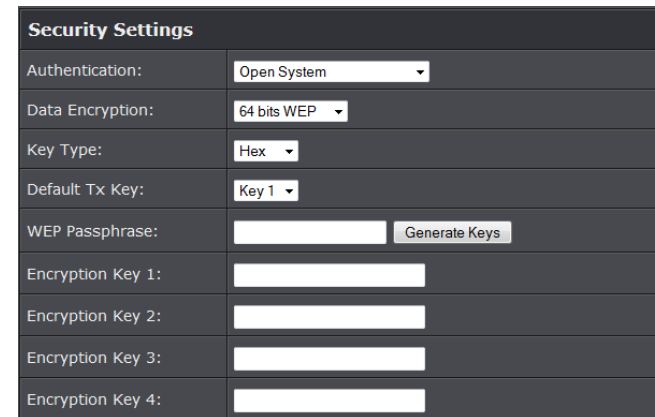 Security Settings
Authentication: Open System
Data Encryption: 64 bits WEP
Key Type: Hex
Default Tx Key: Key 1
WEP Passphrase: Generate Keys
Encryption Key 1:
Encryption Key 2:
Encryption Key 3:
Encryption Key 4: